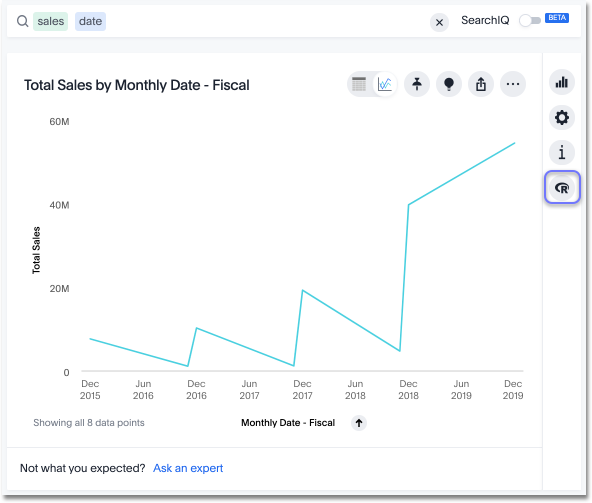 sales date
SearchIQ BETA
Total Sales by Monthly Date - Fiscal
60M
40M
20M
0
Total Sales
Dec 2015
Jun 2016
Dec 2016
Jun 2017
Dec 2017
Jun 2018
Dec 2018
Jun 2019
Dec 2019
Showing all 8 data points
Monthly Date - Fiscal
Not what you expected? Ask an expert
i
R